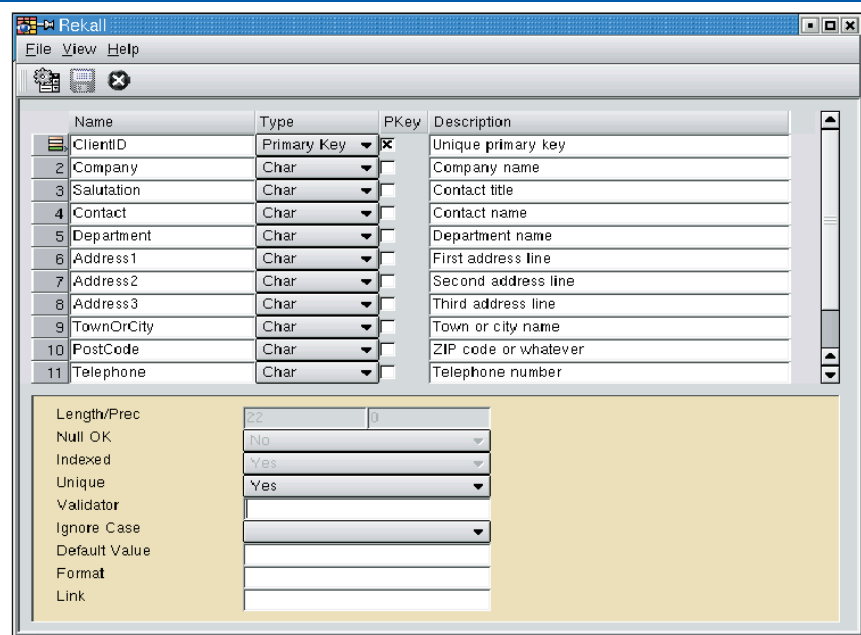 Rekall
File View Help
Name Type PKey Description
ClientID Primary Key Unique primary key
2 Company Char Company name
3 Salutation Char Contact title
4 Contact Char Contact name
5 Department Char Department name
6 Address1 Char First address line
7 Address2 Char Second address line
8 Address3 Char Third address line
9 TownOrCity Char Town or city name
10 PostCode Char ZIP code or whatever
11 Telephone Char Telephone number
Length/Prec 22 0
Null OK No
Indexed Yes
Unique Yes
Validator
Ignore Case
Default Value
Format
Link